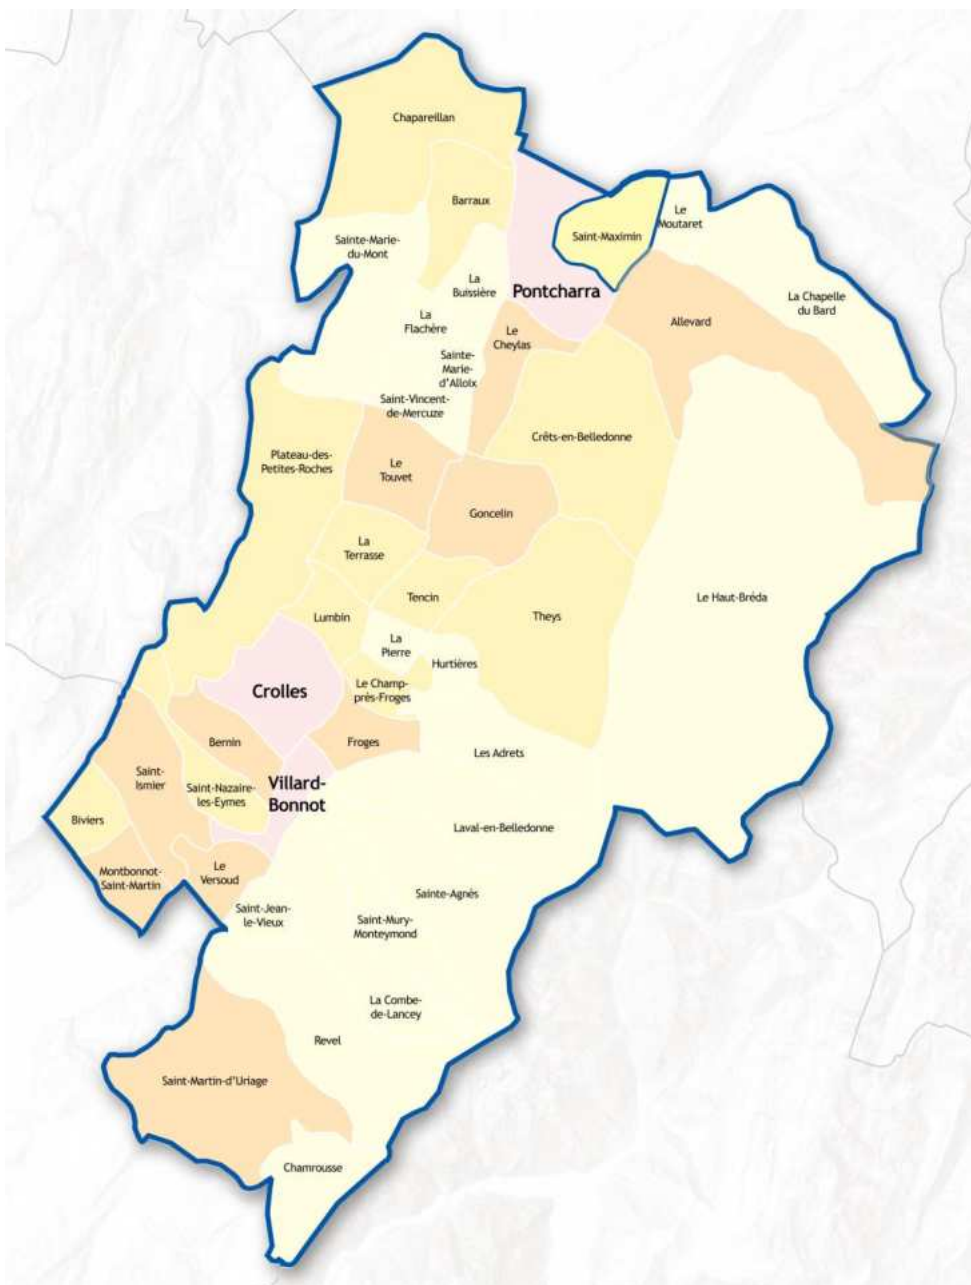 Chapareillan
Barraux
Sainte-Marie-
du-Mont
Saint-Maximin
Le
Moutaret
La
Buissière
Pontcharra
La Chapelle
du Bard
La
Flachère
Le
Cheylas
Allevard
Sainte-
Marie-
d'Alloix
Saint-Vincent-
de-Mercuze
Crêts-en-Belledonne
Plateau-des-
Petites-Roches
Le
Touvet
Goncelin
La
Terrasse
Tencin
Le Haut-Bréda
Lumbin
Theys
La
Pierre
Hurtières
Crolles
Le Champ-
près-Froges
Bernin
Froges
Les Adrets
Saint-
Ismier
Villard-
Bonnot
Saint-Nazaire-
les-Eymes
Biviers
Laval-en-Belledonne
Montbonnot-
Saint-Martin
Le
Versoud
Sainte-Agnés
Saint-Jean-
le-Vieux
Saint-Mury-
Monteymond
La Combe-
de-Lancey
Revel
Saint-Martin-d'Uriage
Chamrousse